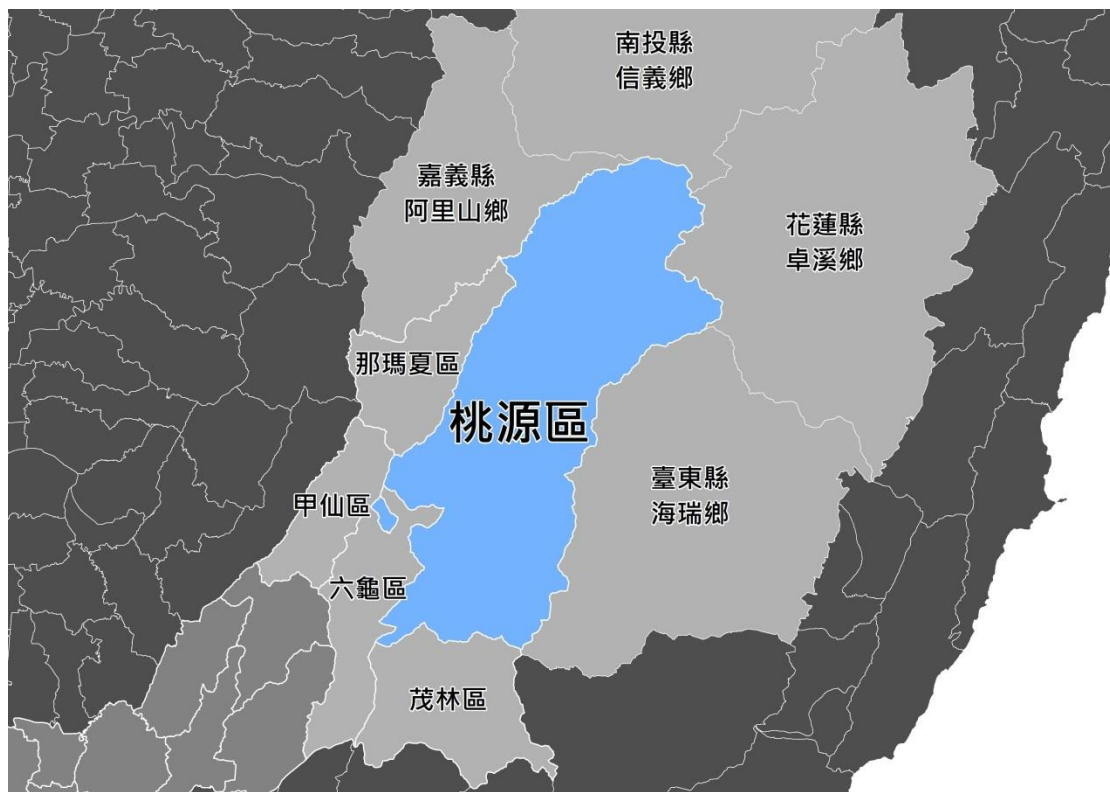 南投縣
信義鄉
嘉義縣
阿里山鄉
花蓮縣
卓溪鄉
那瑪夏區
桃源區
甲仙區
臺東縣
海瑞鄉
六龜區
茂林區